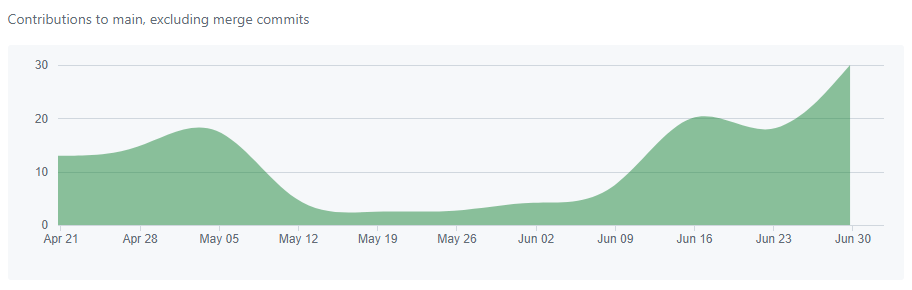 Contributions to main, excluding merge commits
30
20
10
0
Apr 21 Apr 28 May 05 May 12 May 19 May 26 Jun 02 Jun 09 Jun 16 Jun 23 Jun 30